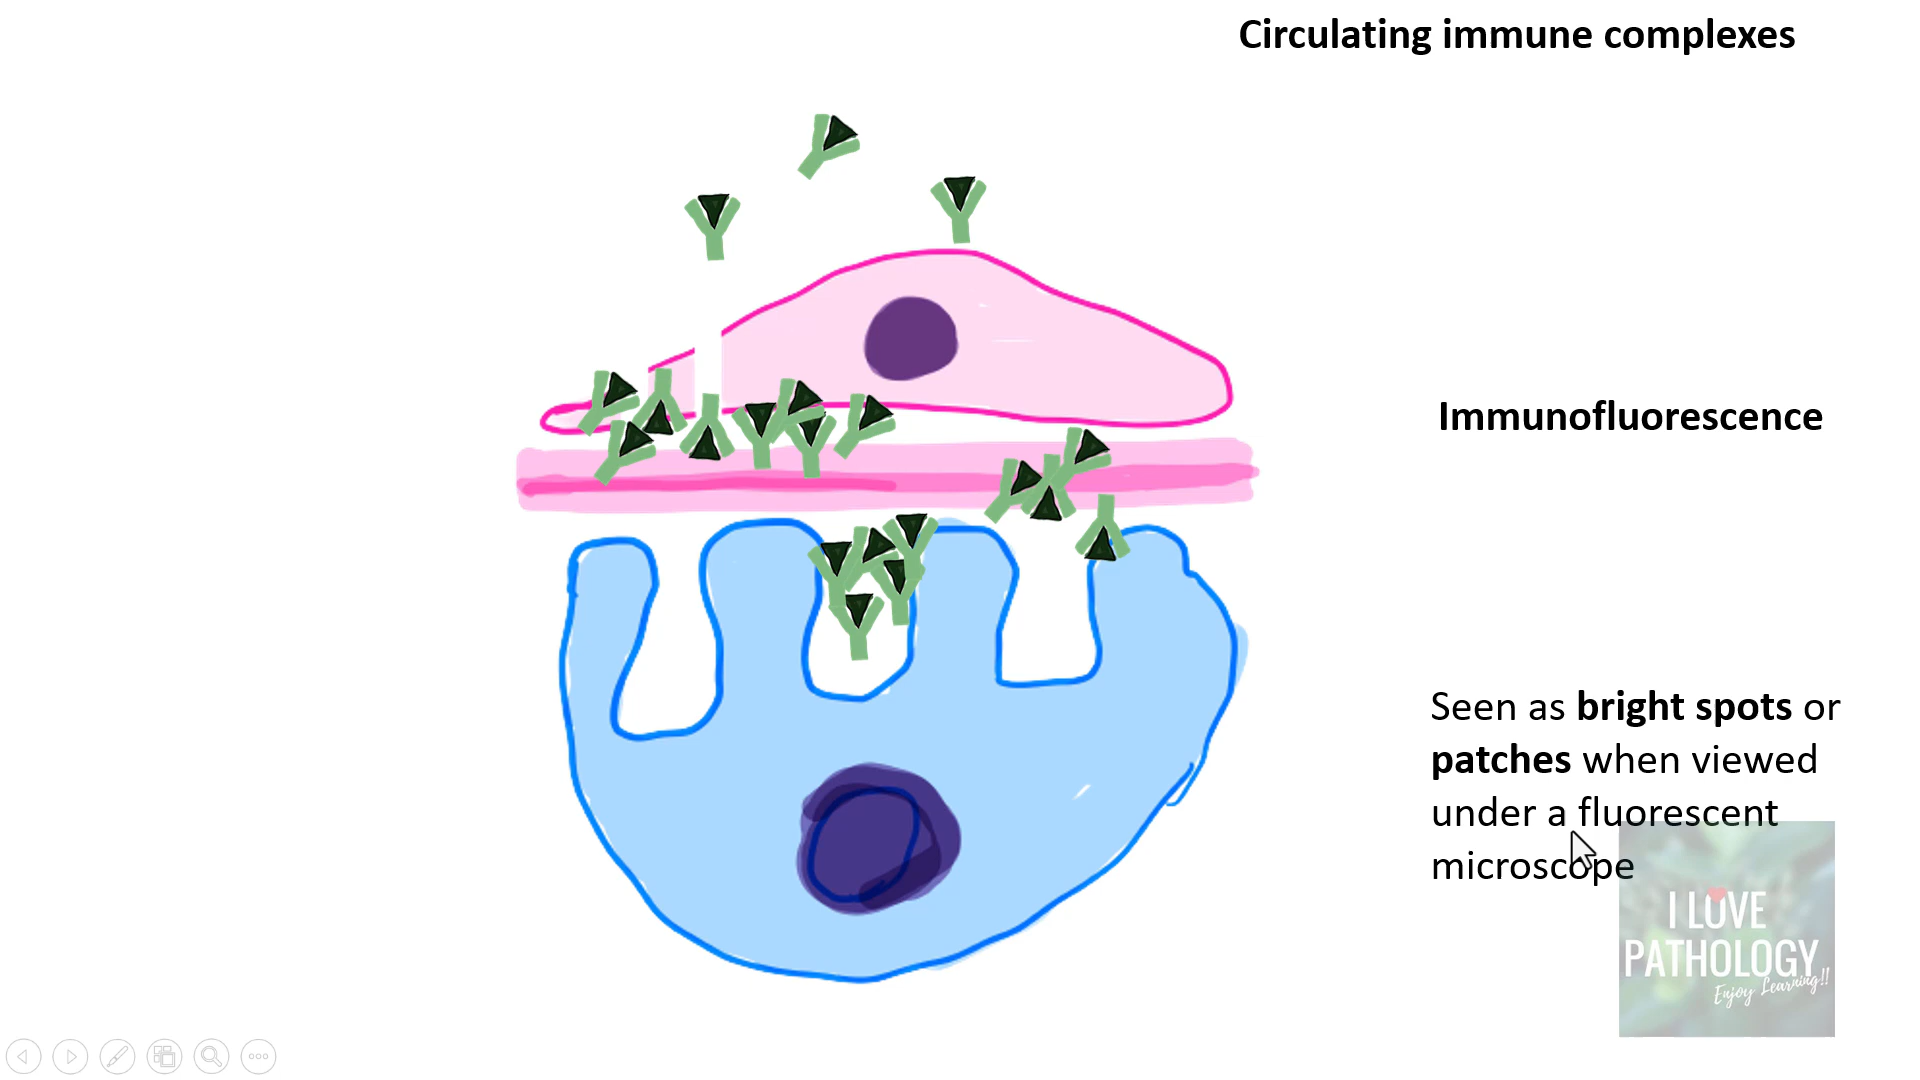 Circulating immune complexes
Immunofluorescence
Seen as bright spots or
patches when viewed
under a fluorescent
microscope
I LOVE
PATHOLOGY
Enjoy Learning!!